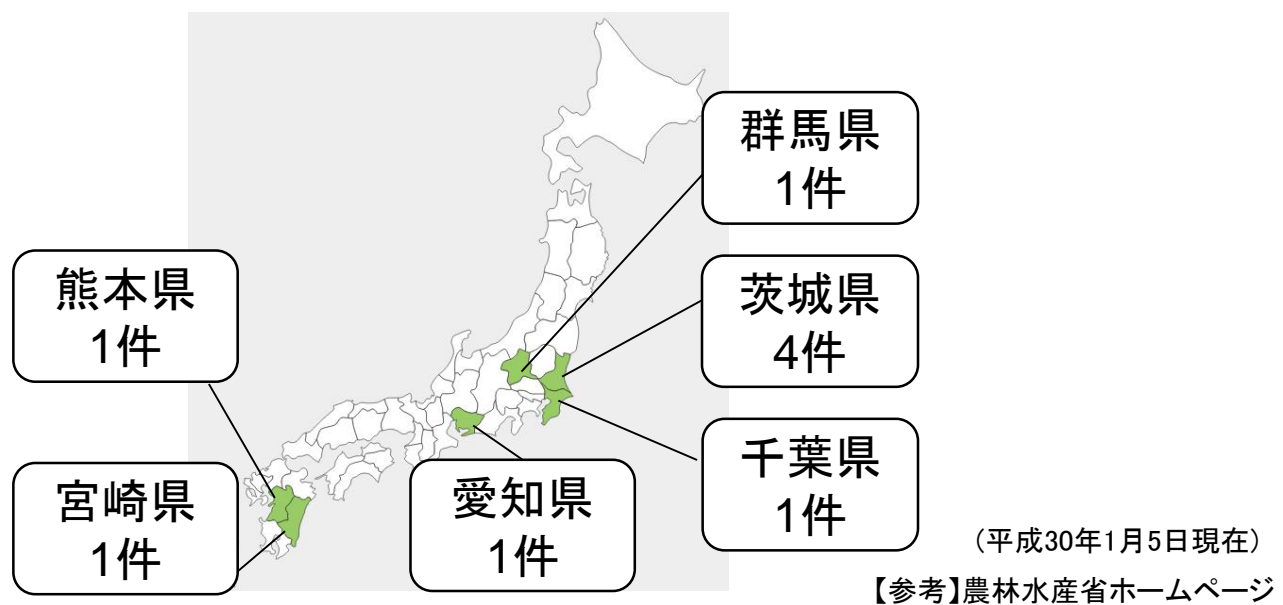 群馬県
1件
茨城県
4件
千葉県
1件
熊本県
1件
宮崎県
1件
愛知県
1件
（平成30年1月5日現在）
【参考】農林水産省ホームページ